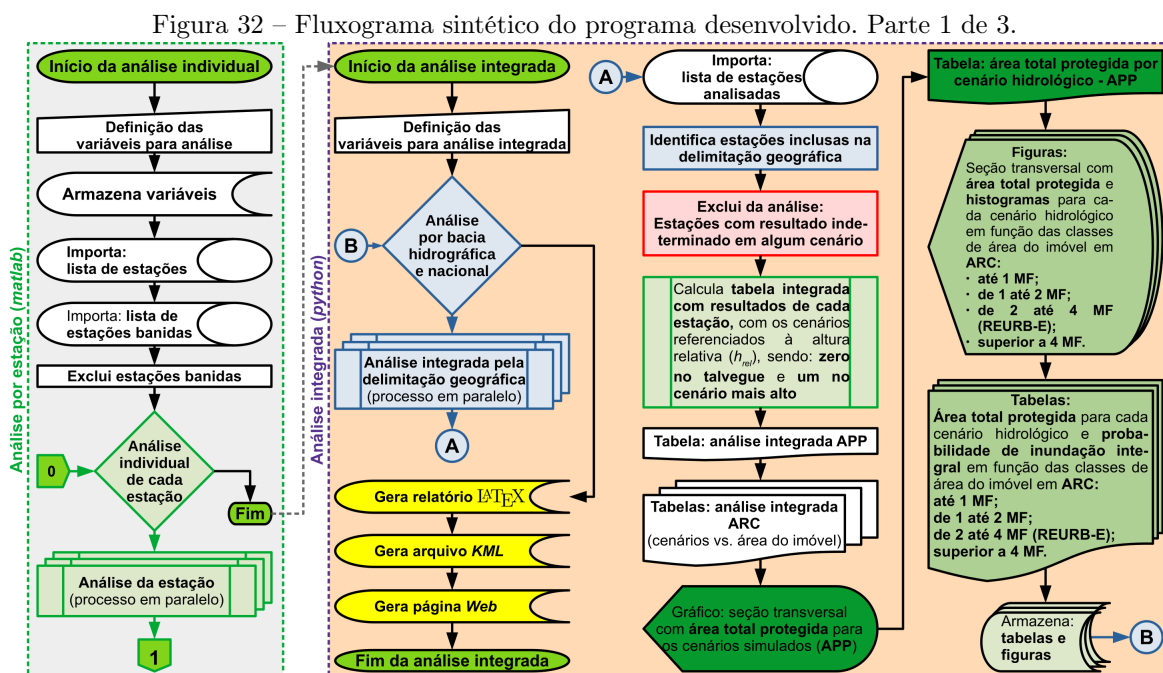 Figura 32 – Fluxograma sintético do programa desenvolvido. Parte 1 de 3.
Análise por estação (matlab)
Início da análise individual
Definição das
variáveis para análise
Armazena variáveis
Importa:
lista de estações
Importa: lista de
estações banidas
Exclui estações banidas
0
Análise
individual
de cada
estação
Fim
Análise da estação
(processo em paralelo)
1
Análise integrada (python)
Início da análise integrada
Definição das
variáveis para análise integrada
B
Análise
por bacia
hidrográfica
e nacional
Análise integrada pela
delimitação geográfica
(processo em paralelo)
A
Gera relatório LATEX
Gera arquivo KML
Gera página Web
Fim da análise integrada
A
Importa:
lista de estações
analisadas
Identifica estações inclusas na
delimitação geográfica
Exclui da análise:
Estações com resultado inde-
terminado em algum cenário
Calcula tabela integrada
com resultados de cada
estação, com os cenários
referenciados à altura
relativa (hrel), sendo: zero
no talvegue e um no
cenário mais alto
Tabela: análise integrada APP
Tabelas: análise integrada
ARC
(cenários vs. área do imóvel)
Gráfico: seção transversal
com área total protegida para
os cenários simulados (APP)
Tabela: área total protegida por
cenário hidrológico - APP
Figuras:
Seção transversal com
área total protegida e
histogramas para ca-
da cenário hidrológico
em função das classes
de área do imóvel em
ARC:
· até 1 MF;
· de 1 até 2 MF;
· de 2 até 4 MF
(REURB-E);
· superior a 4 MF.
Tabelas:
Área total protegida para cada
cenário hidrológico e proba-
bilidade de inundação inte-
gral em função das classes de
área do imóvel em ARC:
até 1 MF;
de 1 até 2 MF;
de 2 até 4 MF (REURB-E);
superior a 4 MF.
Armazena:
tabelas e
figuras
B